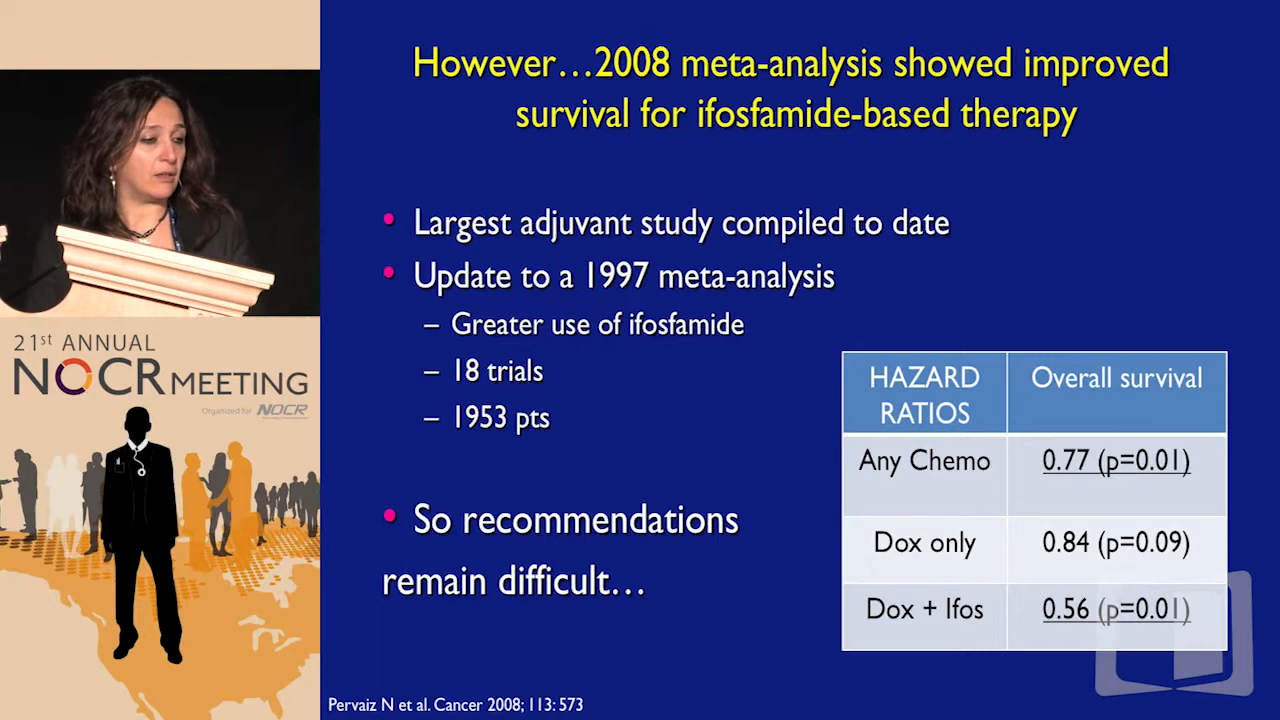 However…2008 meta-analysis showed improved
survival for ifosfamide-based therapy
• Largest adjuvant study compiled to date
• Update to a 1997 meta-analysis
– Greater use of ifosfamide
– 18 trials
– 1953 pts
• So recommendations
remain difficult…
HAZARD RATIOS Overall survival
Any Chemo 0.77 (p=0.01)
Dox only 0.84 (p=0.09)
Dox + Ifos 0.56 (p=0.01)
Pervaiz N et al. Cancer 2008; 113: 573
21st ANNUAL
NOCR MEETING
Organized for NOCR